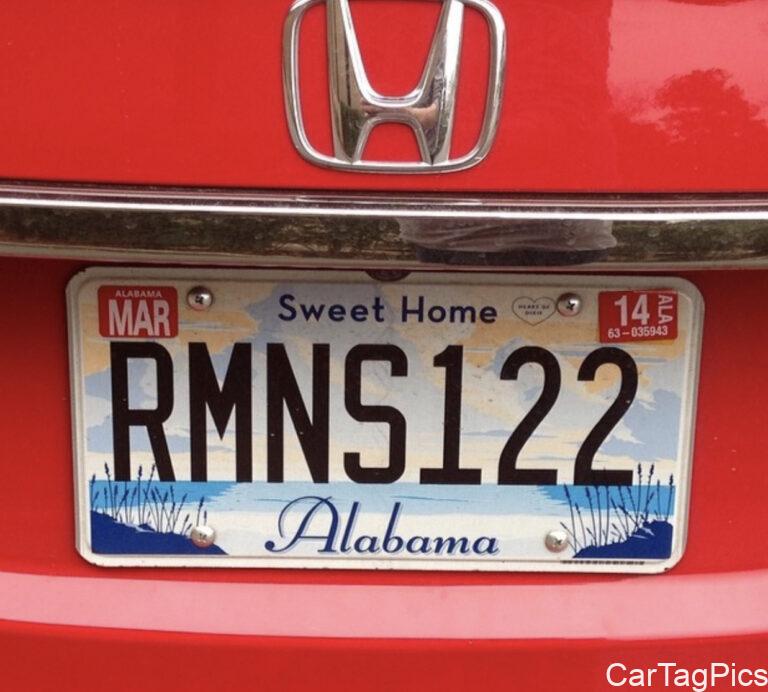 ALABAMA
MAR
Sweet Home
HEART OF
DIXIE
14
ALA
63-035943
RMNS122
Alabama
CarTagPics